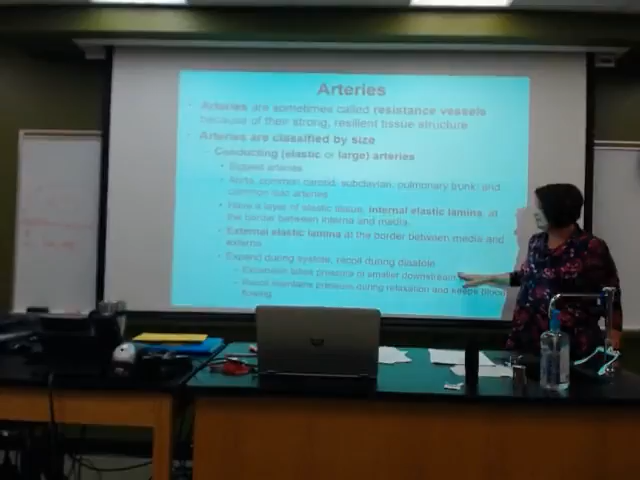 Arteries
Arteries are sometimes called resistance vessels
because of their strong, resilient tissue structure
Arteries are classified by size
Conducting (elastic or large) arteries
Biggest arteries
Aorta, common carotid, subclavian, pulmonary trunk, and
common iliac arteries
Have a layer of elastic tissue, internal elastic lamina, at
the border between interna and media
External elastic lamina at the border between media and
externa
Expand during systole, recoil during diastole
Expansion takes pressure of smaller downstream
Recoil maintains pressure during relaxation and keeps blood
flowing